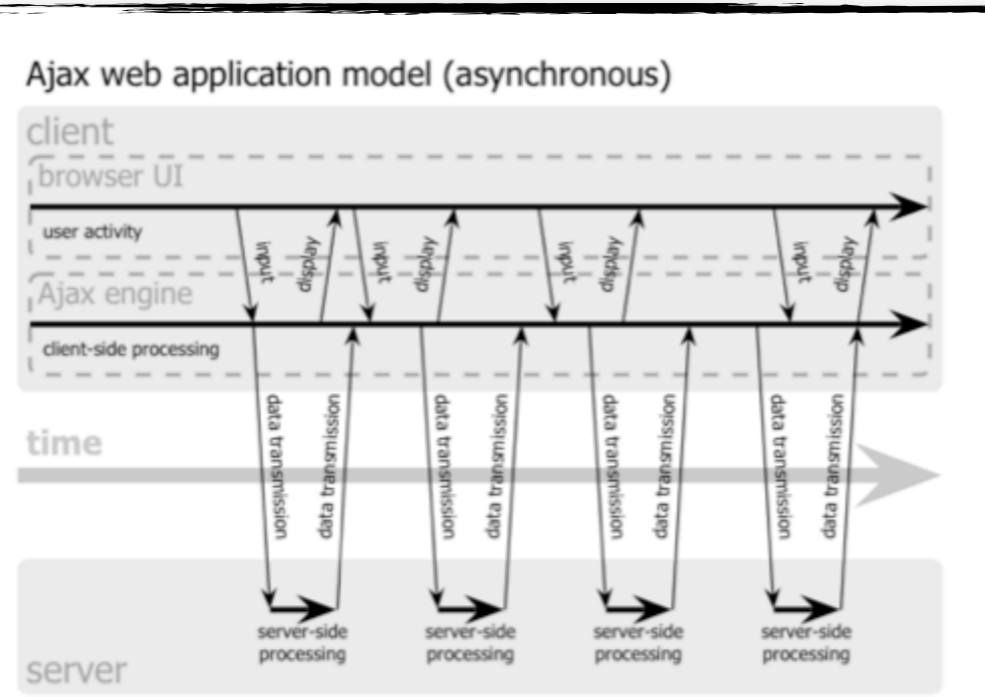 Ajax web application model (asynchronous)
client
browser UI
user activity
input
display
input
display
input
display
input
display
Ajax engine
client-side processing
data transmission
data transmission
data transmission
data transmission
data transmission
data transmission
data transmission
data transmission
time
server-side
processing
server-side
processing
server-side
processing
server-side
processing
server